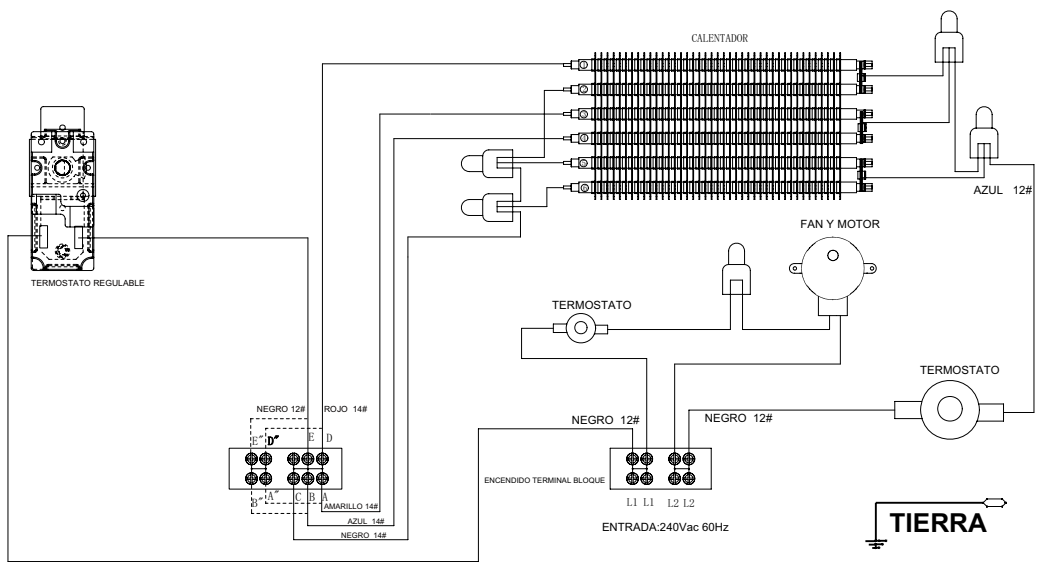 CALENTADOR
AZUL 12#
FAN Y MOTOR
TERMOSTATO REGULABLE
TERMOSTATO
TERMOSTATO
NEGRO 12# ROJO 14#
NEGRO 12# NEGRO 12#
E" D" E D
ENCENDIDO TERMINAL BLOQUE
B" A" C B A
AMARILLO 14#
L1 L1 L2 L2
AZUL 14#
NEGRO 14#
ENTRADA:240Vac 60Hz
TIERRA